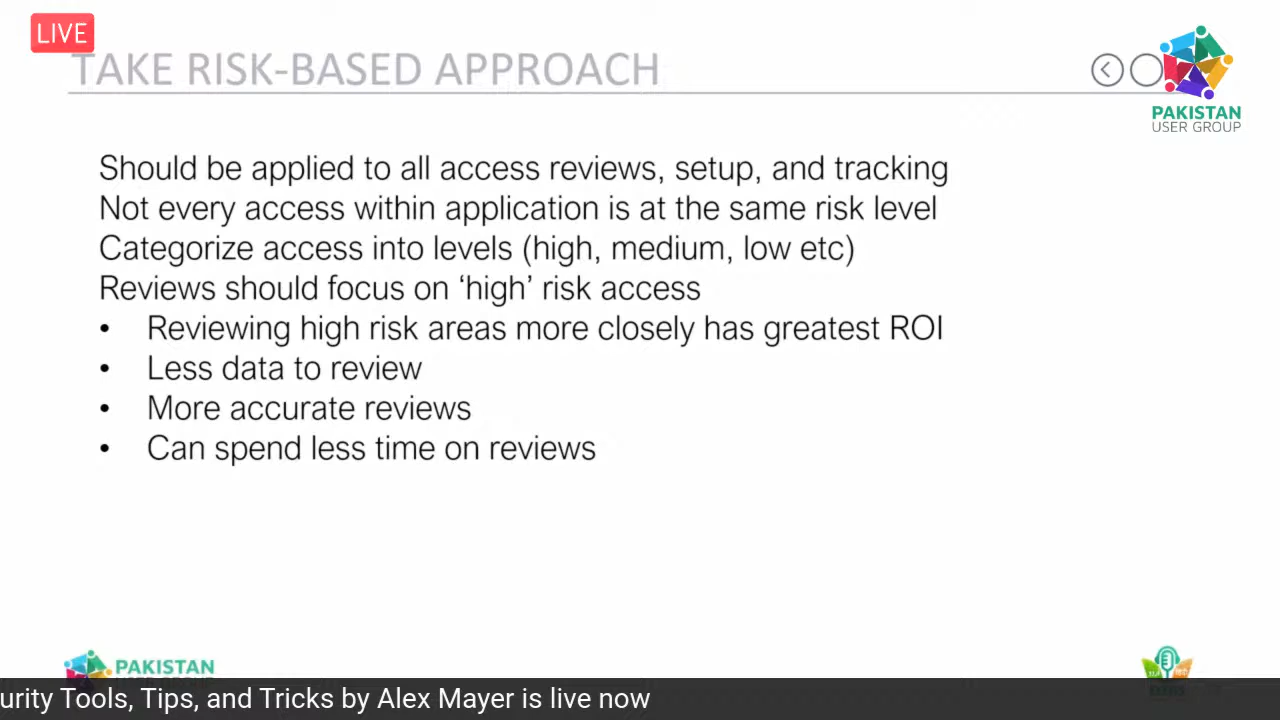 LIVE
TAKE RISK-BASED APPROACH
PAKISTAN
USER GROUP
Should be applied to all access reviews, setup, and tracking
Not every access within application is at the same risk level
Categorize access into levels (high, medium, low etc)
Reviews should focus on ‘high’ risk access
• Reviewing high risk areas more closely has greatest ROI
• Less data to review
• More accurate reviews
• Can spend less time on reviews
PAKISTAN
urity Tools, Tips, and Tricks by Alex Mayer is live now